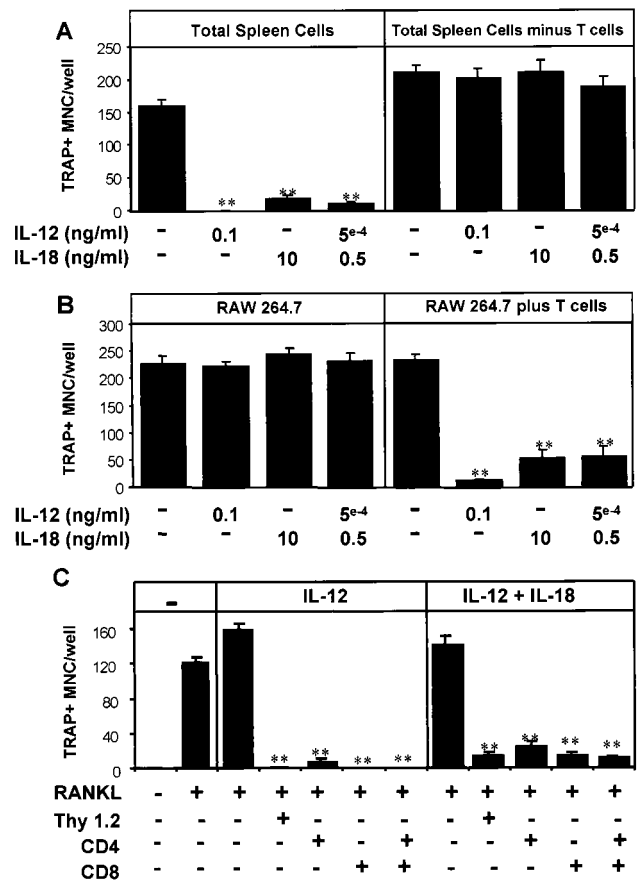 A
Total Spleen Cells
Total Spleen Cells minus T cells
TRAP+ MNC/well
250
200
150
100
50
0
** ** **
IL-12 (ng/ml) - 0.1 - 5e-4 - 0.1 - 5e-4
IL-18 (ng/ml) - - 10 0.5 - - 10 0.5
B
RAW 264.7
RAW 264.7 plus T cells
TRAP+ MNC/well
300
250
200
150
100
50
0
** ** **
IL-12 (ng/ml) - 0.1 - 5e-4 - 0.1 - 5e-4
IL-18 (ng/ml) - - 10 0.5 - - 10 0.5
C
-
IL-12
IL-12 + IL-18
TRAP+ MNC/well
160
120
80
40
0
** ** ** ** ** ** ** **
RANKL - + + + + + + + + + + +
Thy 1.2 - - - + - - - - + - - -
CD4 - - - - + - + - - + - +
CD8 - - - - - + + - - - + +